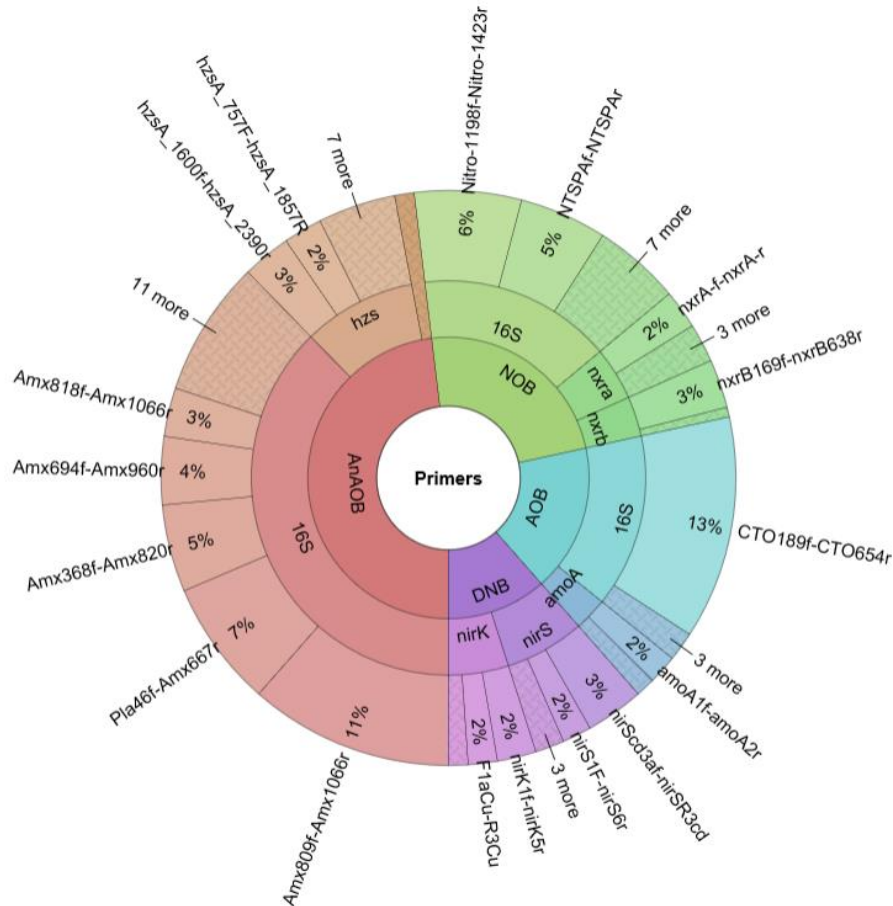 Primers
AnAOB
NOB
AOB
DNB
16S
hzs
16S
nxra
nxrb
16S
amoA
nirS
nirK
11 more
hzsA_1600f-hzsA_2390r
3%
hzsA_757F-hzsA_1857R
2%
7 more
Nitro-1198f-Nitro-1423r
6%
NTSPAf-NTSPAr
5%
7 more
nxrA-f-nxrA-r
2%
3 more
nxrB169f-nxrB638r
3%
CTO189f-CTO654r
13%
3 more
amoA1f-amoA2r
2%
nirScd3af-nirSR3cd
3%
nirS1F-nirS6r
2%
3 more
nirK1f-nirK5r
2%
F1aCu-R3Cu
2%
Amx809f-Amx1066r
11%
Pla46f-Amx667r
7%
Amx368f-Amx820r
5%
Amx694f-Amx960r
4%
Amx818f-Amx1066r
3%